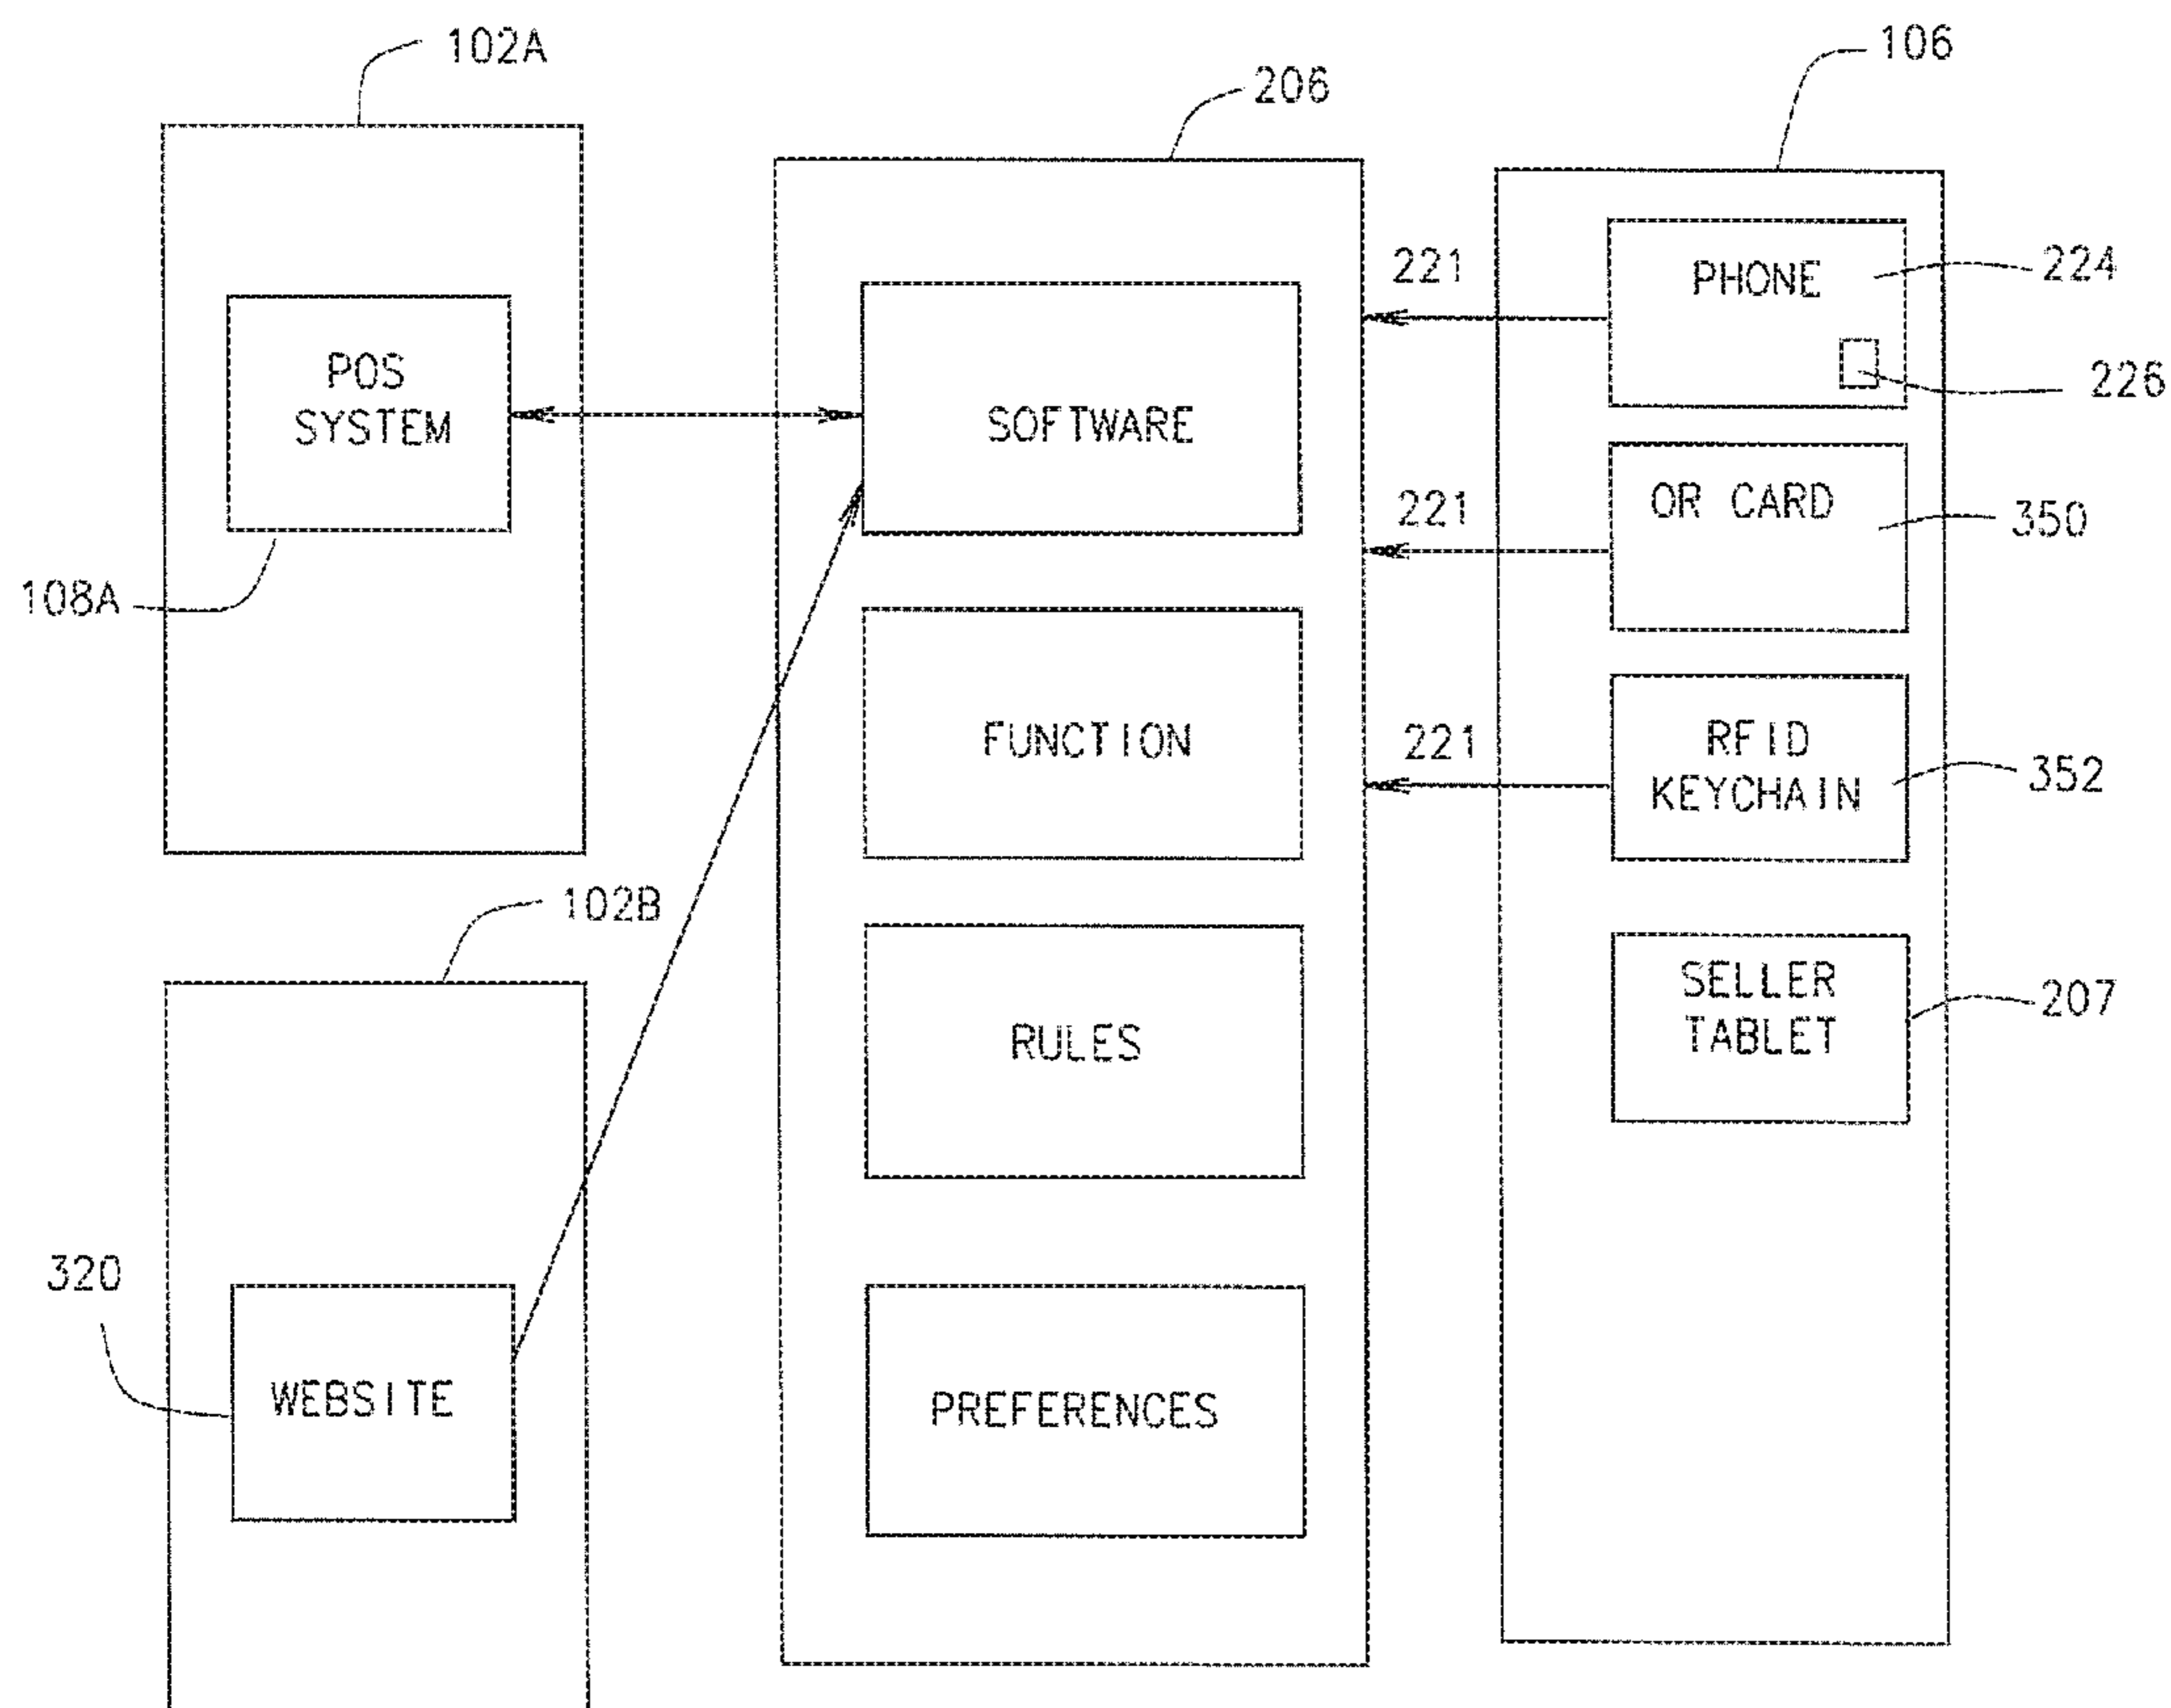 102A
206
106
POS
SYSTEM
108A
SOFTWARE
221
PHONE
224
226
221
OR CARD
350
FUNCTION
221
RFID
KEYCHAIN
352
102B
RULES
SELLER
TABLET
207
320
WEBSITE
PREFERENCES